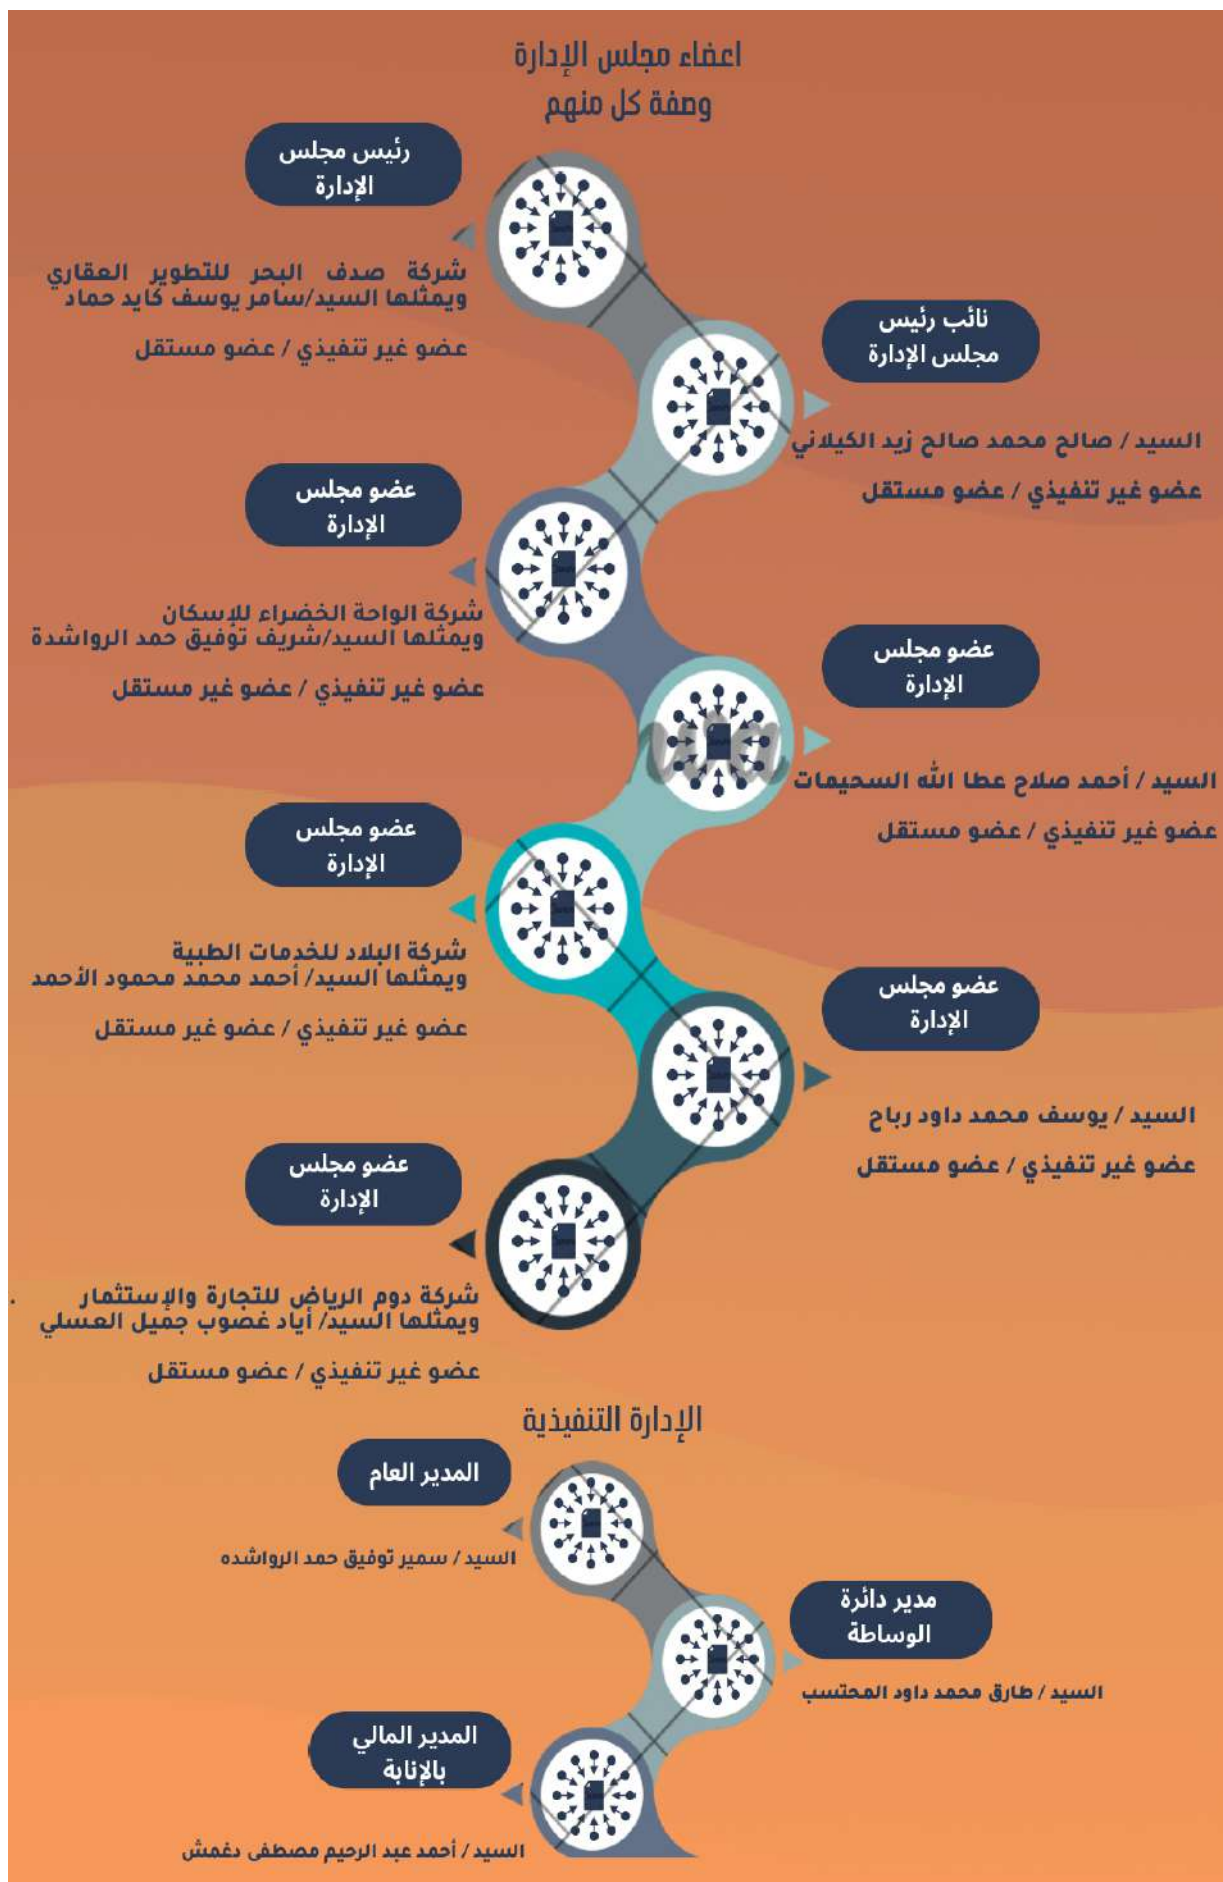 اعضاء مجلس الإدارة
وصفة كل منهم
رئيس مجلس
الإدارة
شركة صدف البحر للتطوير العقاري
ويمثلها السيد/سامر يوسف كايد حماد
عضو غير تنفيذي / عضو مستقل
نائب رئيس
مجلس الإدارة
السيد / صالح محمد صالح زيد الكيلاني
عضو غير تنفيذي / عضو مستقل
عضو مجلس
الإدارة
شركة الواحة الخضراء للإسكان
ويمثلها السيد/شريف توفيق حمد الرواشدة
عضو غير تنفيذي / عضو غير مستقل
عضو مجلس
الإدارة
السيد / أحمد صلاح عطا الله السحيمات
عضو غير تنفيذي / عضو مستقل
عضو مجلس
الإدارة
شركة البلاد للخدمات الطبية
ويمثلها السيد/ أحمد محمد محمود الأحمد
عضو غير تنفيذي / عضو غير مستقل
عضو مجلس
الإدارة
السيد / يوسف محمد داود رباح
عضو غير تنفيذي / عضو مستقل
عضو مجلس
الإدارة
شركة دوم الرياض للتجارة والإستثمار .
ويمثلها السيد/ أياد غصوب جميل العسلي
عضو غير تنفيذي / عضو مستقل
الإدارة التنفيذية
المدير العام
السيد / سمير توفيق حمد الرواشده
مدير دائرة
الوساطة
السيد / طارق محمد داود المحتسب
المدير المالي
بالإنابة
السيد / أحمد عبد الرحيم مصطفى دغمش